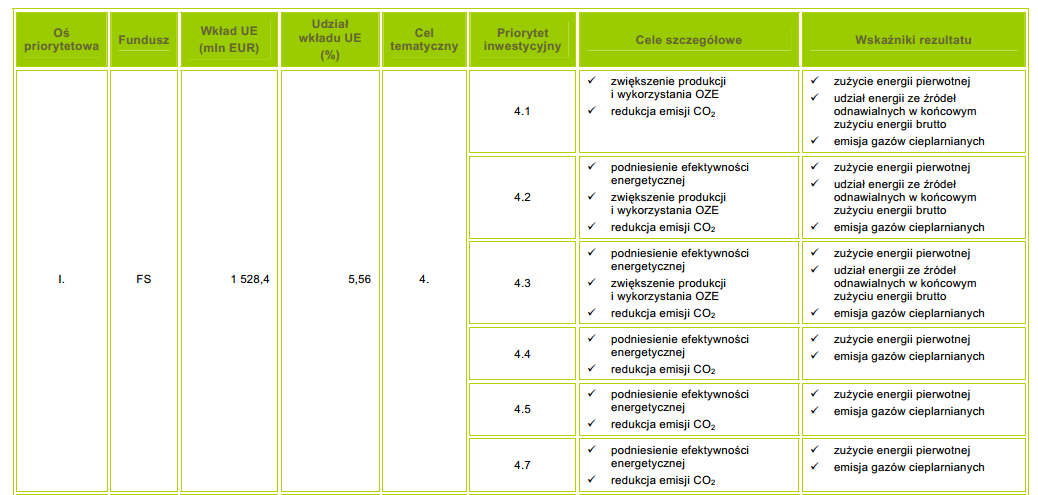 Oś priorytetowa
Fundusz
Wkład UE
(mln EUR)
Udział
wkładu UE
(%)
Cel
tematyczny
Priorytet
inwestycyjny
Cele szczegółowe
Wskaźniki rezultatu
I.
FS
1 528,4
5,56
4.
4.1
✓ zwiększenie produkcji
i wykorzystania OZE
✓ redukcja emisji CO₂
✓ zużycie energii pierwotnej
✓ udział energii ze źródeł
odnawialnych w końcowym
zużyciu energii brutto
✓ emisja gazów cieplarnianych
4.2
✓ podniesienie efektywności
energetycznej
✓ zwiększenie produkcji
i wykorzystania OZE
✓ redukcja emisji CO₂
✓ zużycie energii pierwotnej
✓ udział energii ze źródeł
odnawialnych w końcowym
zużyciu energii brutto
✓ emisja gazów cieplarnianych
4.3
✓ podniesienie efektywności
energetycznej
✓ zwiększenie produkcji
i wykorzystania OZE
✓ redukcja emisji CO₂
✓ zużycie energii pierwotnej
✓ udział energii ze źródeł
odnawialnych w końcowym
zużyciu energii brutto
✓ emisja gazów cieplarnianych
4.4
✓ podniesienie efektywności
energetycznej
✓ redukcja emisji CO₂
✓ zużycie energii pierwotnej
✓ emisja gazów cieplarnianych
4.5
✓ podniesienie efektywności
energetycznej
✓ redukcja emisji CO₂
✓ zużycie energii pierwotnej
✓ emisja gazów cieplarnianych
4.7
✓ podniesienie efektywności
energetycznej
✓ redukcja emisji CO₂
✓ zużycie energii pierwotnej
✓ emisja gazów cieplarnianych